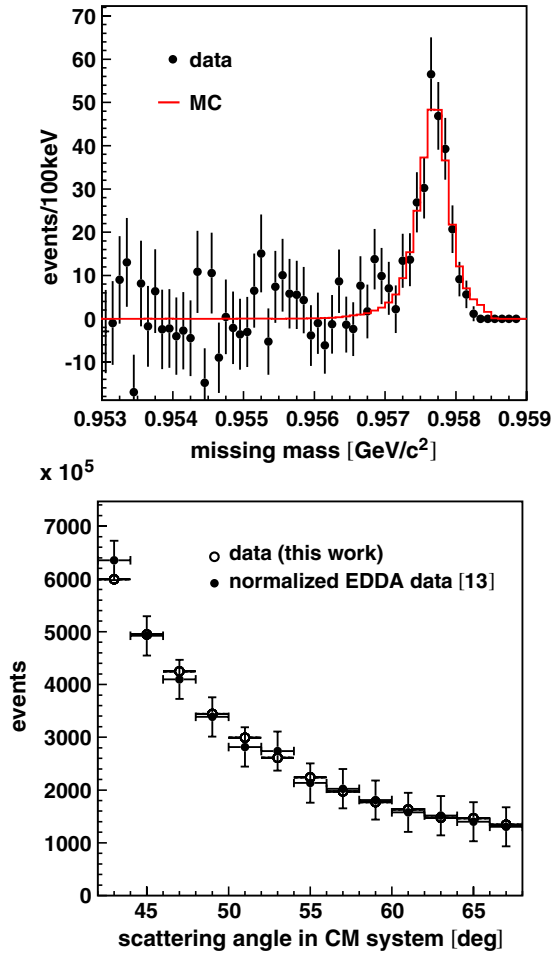 events/100keV
70
60
50
40
30
20
10
0
-10
data
MC
0.953 0.954 0.955 0.956 0.957 0.958 0.959
missing mass [GeV/c²]
x 10⁵
events
7000
6000
5000
4000
3000
2000
1000
0
data (this work)
normalized EDDA data [13]
45 50 55 60 65
scattering angle in CM system [deg]